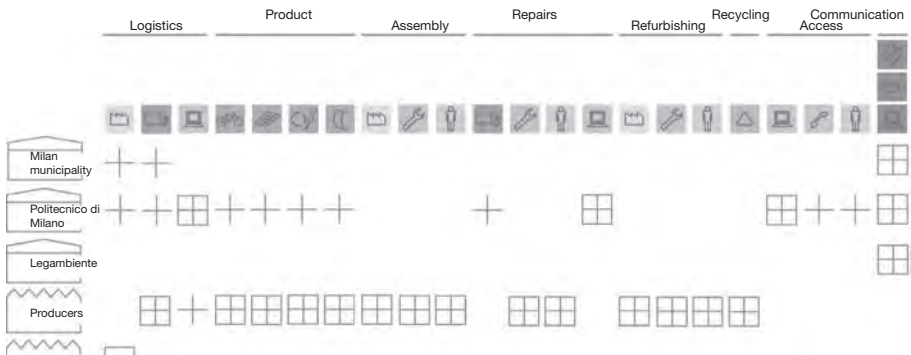 Logistics
Product
Assembly
Repairs
Refurbishing
Recycling
Communication
Access
Milan
municipality
Politecnico di
Milano
Legambiente
Producers